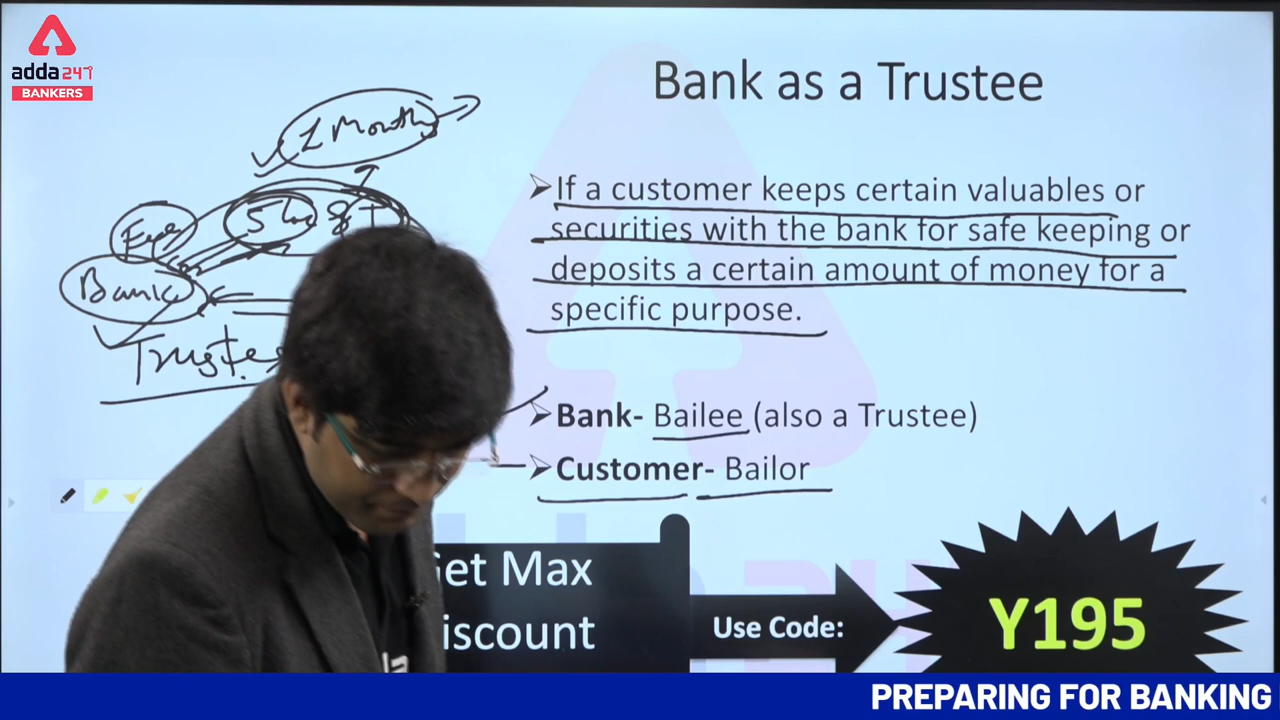 adda247
BANKERS
Bank as a Trustee
1 Month
➢If a customer keeps certain valuables or
securities with the bank for safe keeping or
deposits a certain amount of money for a
specific purpose.
Bank
Trustee
➢Bank- Bailee (also a Trustee)
➢Customer- Bailor
Get Max
iscount
Use Code:
Y195
PREPARING FOR BANKING